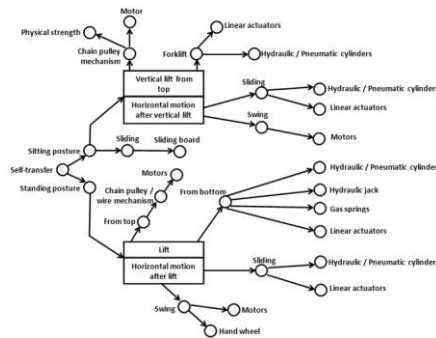 Motor
Physical strength
Linear actuators
Chain pulley
mechanism
Forklift
Hydraulic / Pneumatic cylinders
Vertical lift from
top
Horizontal motion
after vertical lift
Sliding
Hydraulic / Pneumatic cylinders
Linear actuators
Swing
Motors
Sitting posture
Sliding
Sliding board
Self-transfer
Standing posture
Motors
Chain pulley /
wire mechanism
From top
From bottom
Hydraulic / Pneumatic cylinders
Hydraulic jack
Gas springs
Linear actuators
Lift
Horizontal motion
after lift
Sliding
Hydraulic / Pneumatic cylinders
Linear actuators
Swing
Motors
Hand wheel